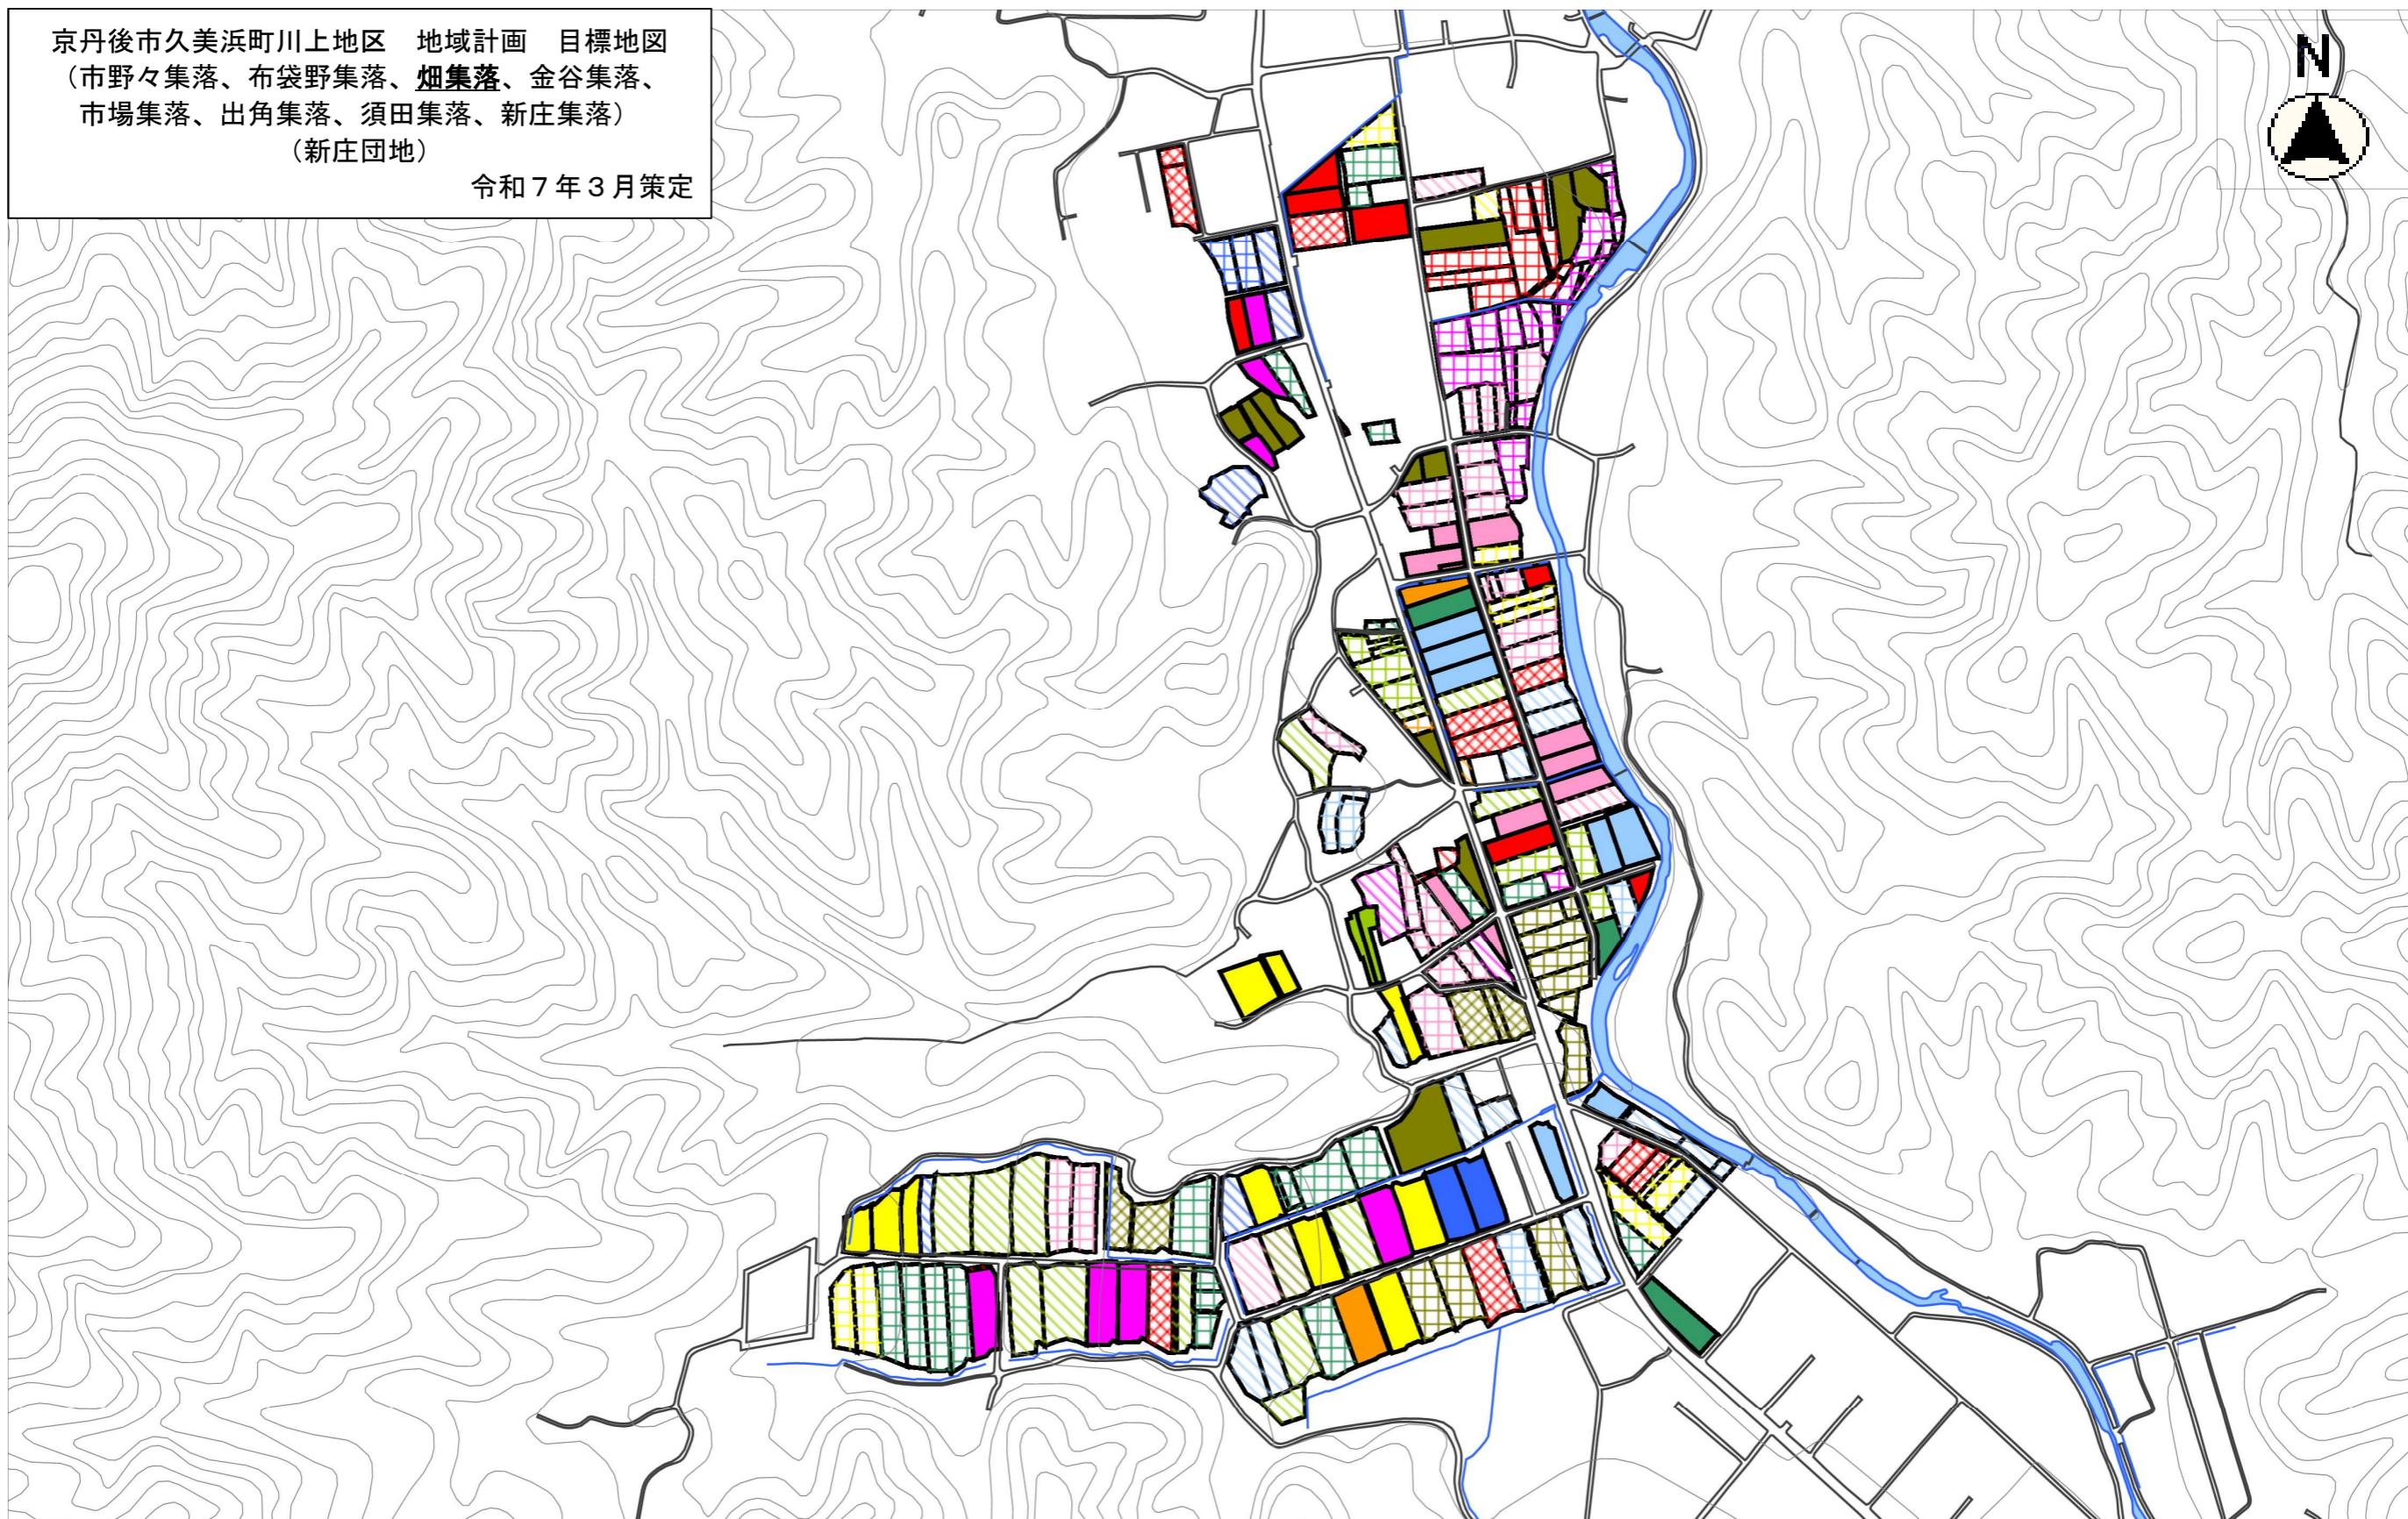 京丹後市久美浜町川上地区　地域計画　目標地図
（市野々集落、布袋野集落、畑集落、金谷集落、
市場集落、出角集落、須田集落、新庄集落）
（新庄団地）
令和７年３月策定
N